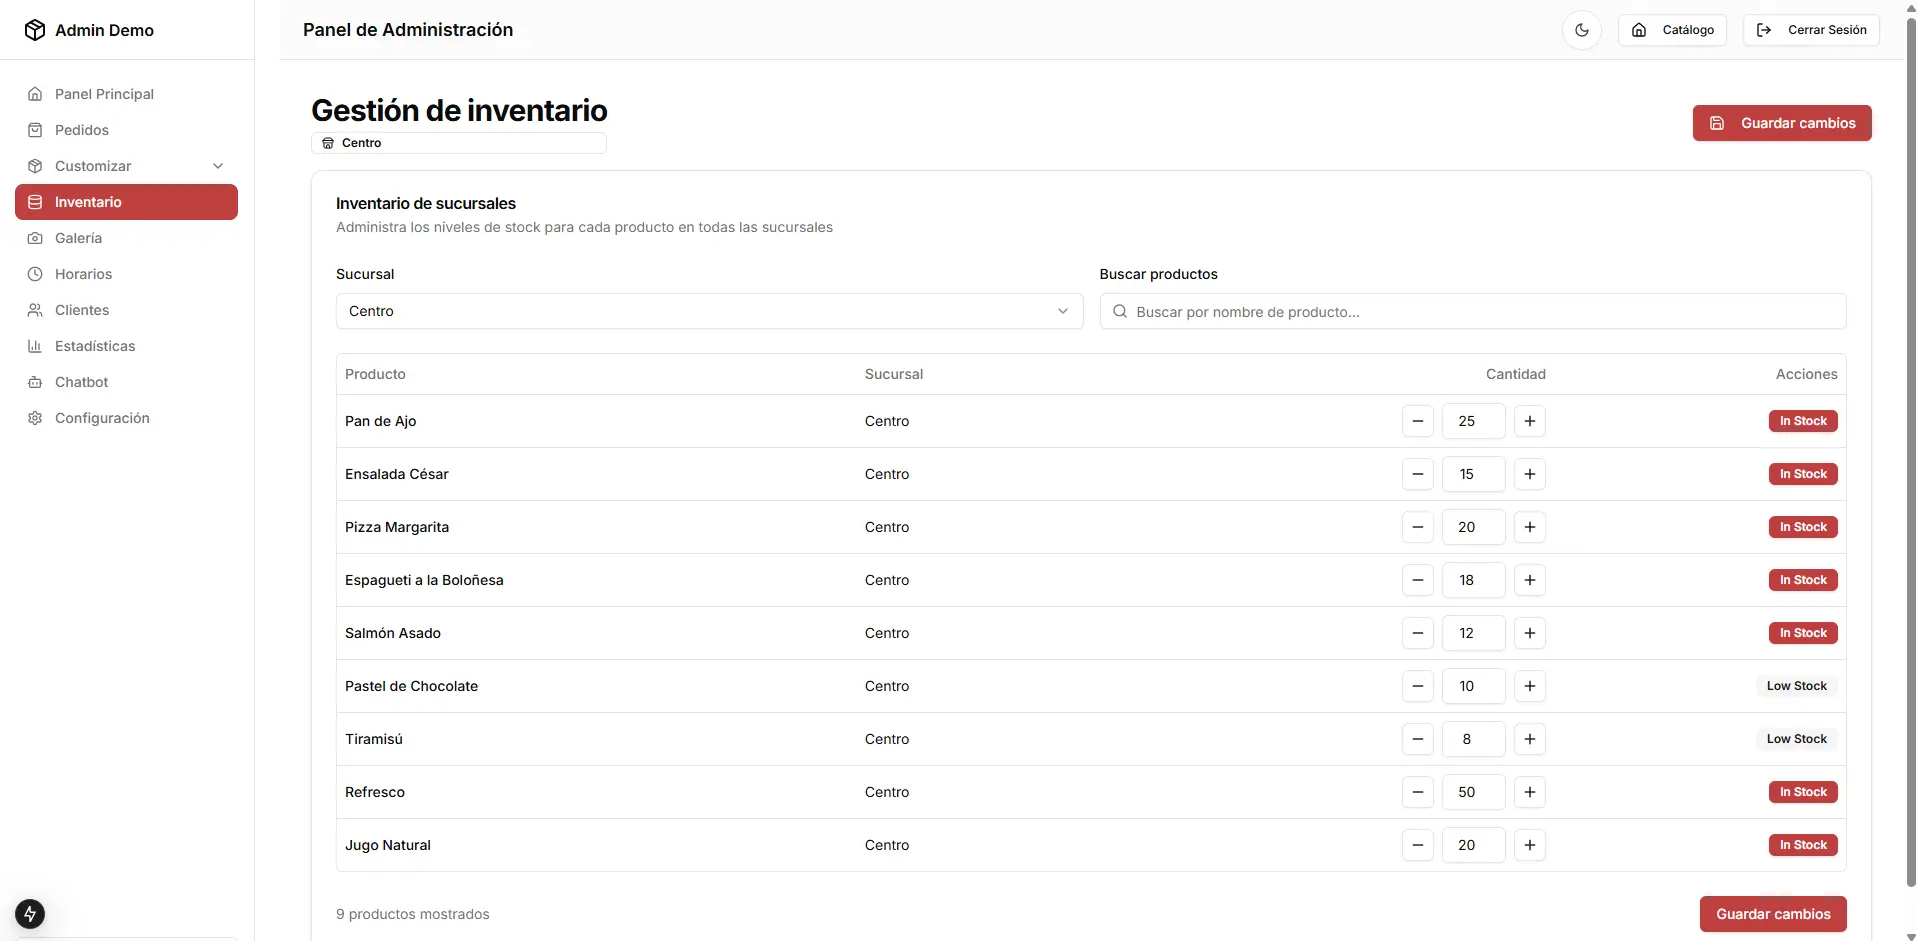 Admin Demo
Panel de Administración
Catálogo
Cerrar Sesión
Panel Principal
Pedidos
Customizar
Inventario
Galería
Horarios
Clientes
Estadísticas
Chatbot
Configuración
Gestión de inventario
Centro
Guardar cambios
Inventario de sucursales
Administra los niveles de stock para cada producto en todas las sucursales
Sucursal
Buscar productos
Centro
Buscar por nombre de producto...
Producto Sucursal Cantidad Acciones
Pan de Ajo Centro 25 In Stock
Ensalada César Centro 15 In Stock
Pizza Margarita Centro 20 In Stock
Espagueti a la Boloñesa Centro 18 In Stock
Salmón Asado Centro 12 In Stock
Pastel de Chocolate Centro 10 Low Stock
Tiramisú Centro 8 Low Stock
Refresco Centro 50 In Stock
Jugo Natural Centro 20 In Stock
9 productos mostrados
Guardar cambios